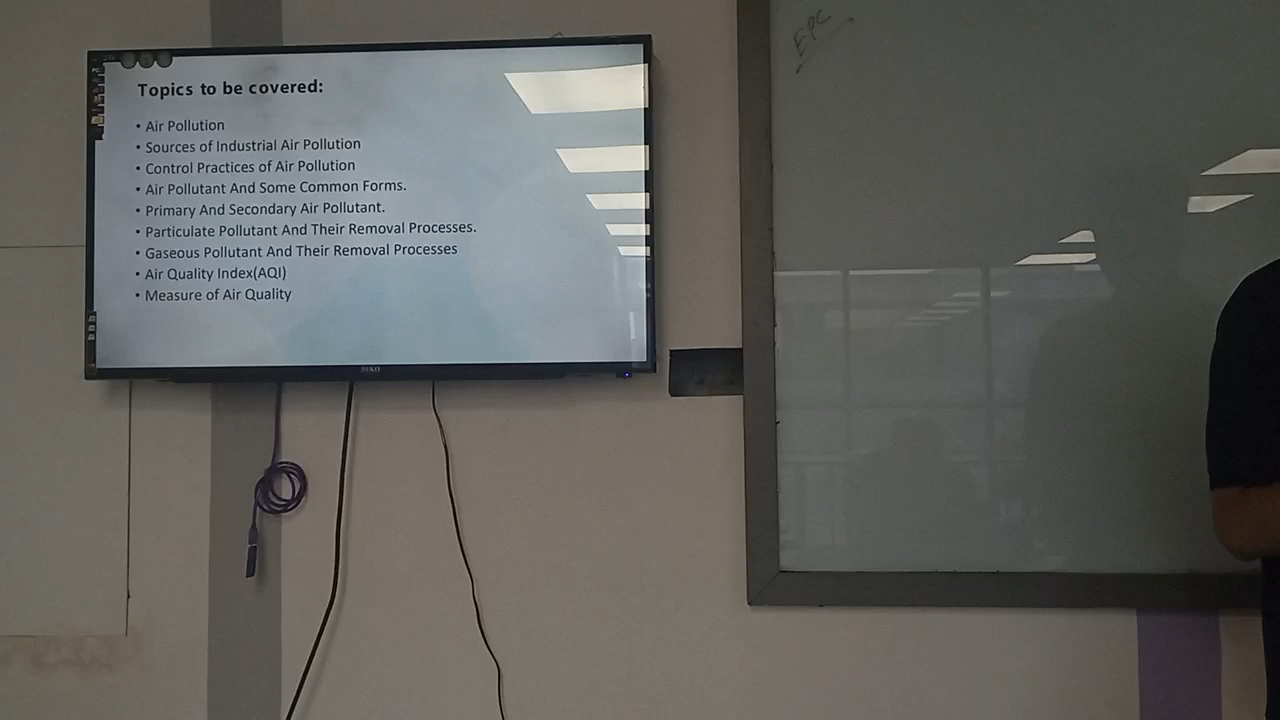 Topics to be covered:
• Air Pollution
• Sources of Industrial Air Pollution
• Control Practices of Air Pollution
• Air Pollutant And Some Common Forms.
• Primary And Secondary Air Pollutant.
• Particulate Pollutant And Their Removal Processes.
• Gaseous Pollutant And Their Removal Processes
• Air Quality Index(AQI)
• Measure of Air Quality
EPC